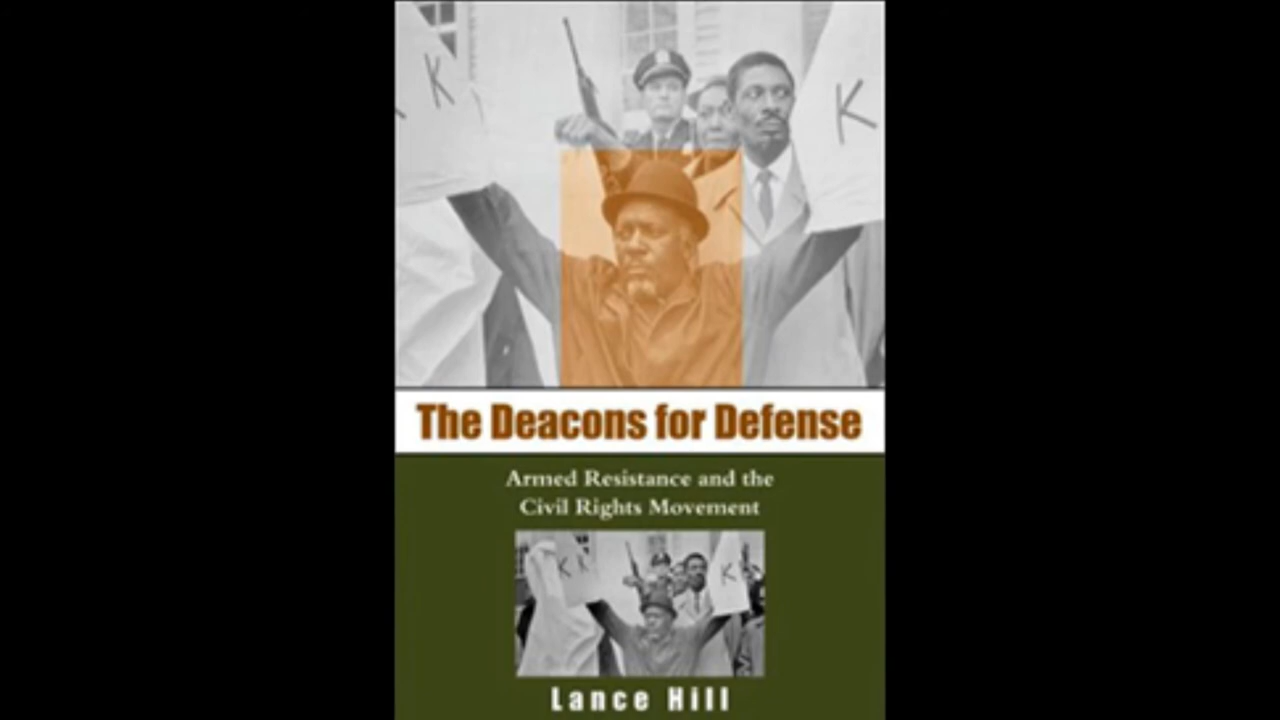 K K
The Deacons for Defense
Armed Resistance and the
Civil Rights Movement
K K K
Lance Hill